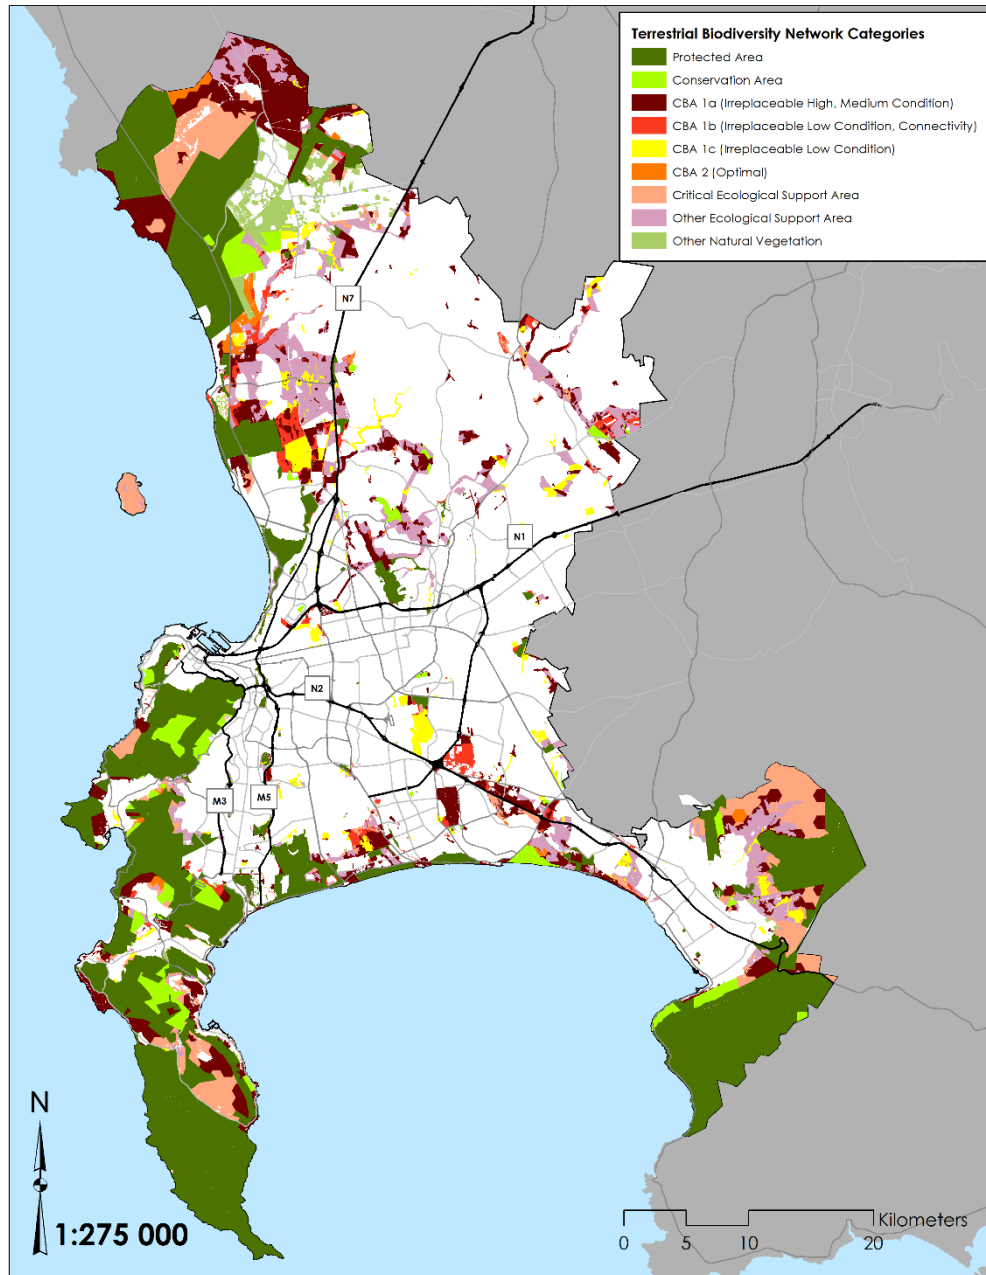 Terrestrial Biodiversity Network Categories
Protected Area
Conservation Area
CBA 1a (Irreplaceable High, Medium Condition)
CBA 1b (Irreplaceable Low Condition, Connectivity)
CBA 1c (Irreplaceable Low Condition)
CBA 2 (Optimal)
Critical Ecological Support Area
Other Ecological Support Area
Other Natural Vegetation
N7
N1
N2
M3
M5
N
1:275 000
Kilometers
0 5 10 20